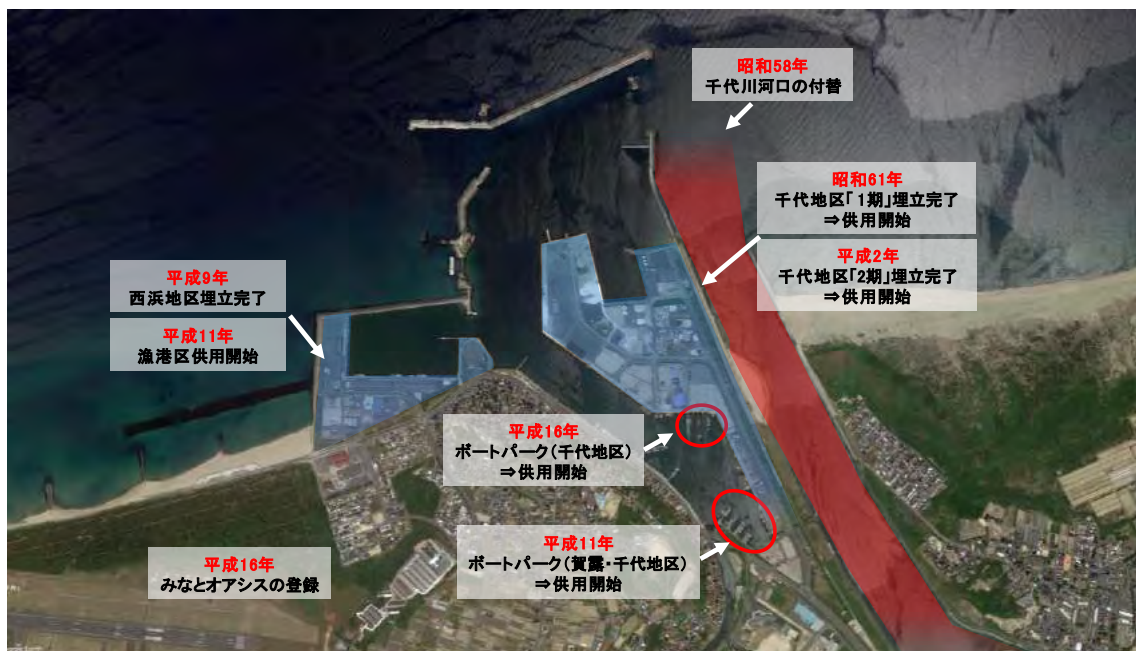 昭和58年
千代川河口の付替
昭和61年
千代地区「1期」埋立完了
⇒供用開始
平成2年
千代地区「2期」埋立完了
⇒供用開始
平成9年
西浜地区埋立完了
平成11年
漁港区供用開始
平成16年
ボートパーク(千代地区)
⇒供用開始
平成11年
ボートパーク(賀露・千代地区)
⇒供用開始
平成16年
みなとオアシスの登録